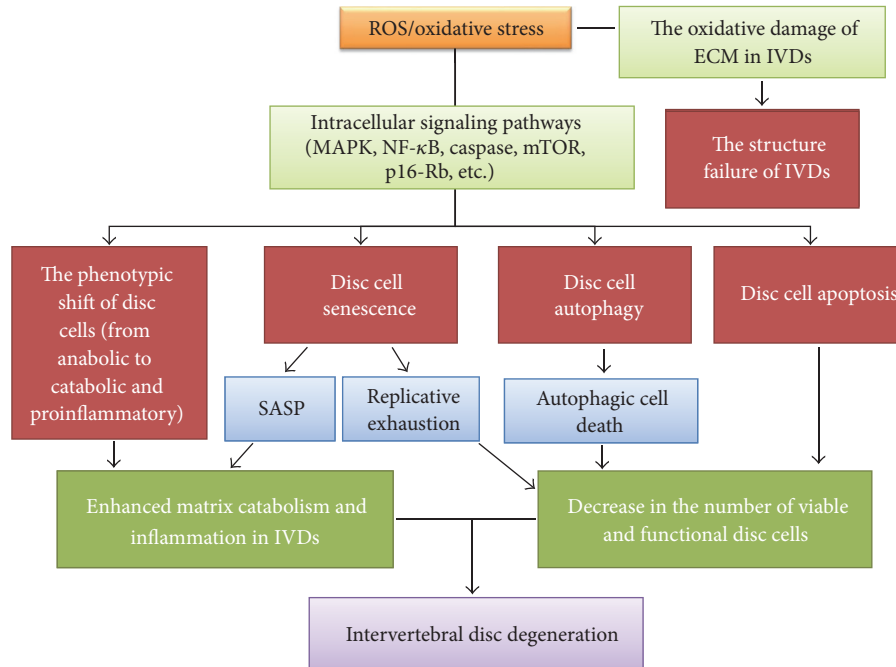 ROS/oxidative stress
The oxidative damage of
ECM in IVDs
Intracellular signaling pathways
(MAPK, NF-κB, caspase, mTOR,
p16-Rb, etc.)
The structure
failure of IVDs
The phenotypic
shift of disc
cells (from
anabolic to
catabolic and
proinflammatory)
Disc cell
senescence
Disc cell
autophagy
Disc cell apoptosis
SASP
Replicative
exhaustion
Autophagic cell
death
Enhanced matrix catabolism and
inflammation in IVDs
Decrease in the number of viable
and functional disc cells
Intervertebral disc degeneration